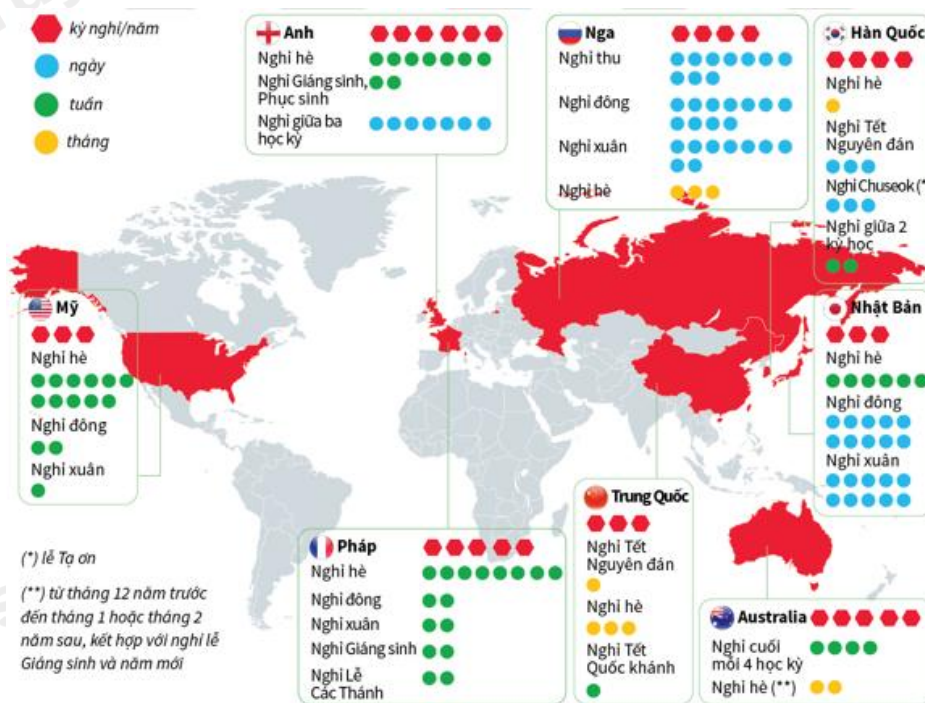 kỳ nghỉ/năm
ngày
tuần
tháng
Anh
Nghỉ hè
Nghỉ Giáng sinh,
Phục sinh
Nghỉ giữa ba
học kỳ
Nga
Nghỉ thu
Nghỉ đông
Nghỉ xuân
Nghỉ hè
Hàn Quốc
Nghỉ hè
Nghỉ Tết
Nguyên đán
Nghỉ Chuseok (*
Nghỉ giữa 2
kỳ học
Mỹ
Nghỉ hè
Nghỉ đông
Nghỉ xuân
Nhật Bản
Nghỉ hè
Nghỉ đông
Nghỉ xuân
(*) lễ Tạ ơn
(**) từ tháng 12 năm trước
đến tháng 1 hoặc tháng 2
năm sau, kết hợp với nghỉ lễ
Giáng sinh và năm mới
Pháp
Nghỉ hè
Nghỉ đông
Nghỉ xuân
Nghỉ Giáng sinh
Nghỉ Lễ
Các Thánh
Trung Quốc
Nghỉ Tết
Nguyên đán
Nghỉ hè
Nghỉ Tết
Quốc khánh
Australia
Nghỉ cuối
mỗi 4 học kỳ
Nghỉ hè (**)